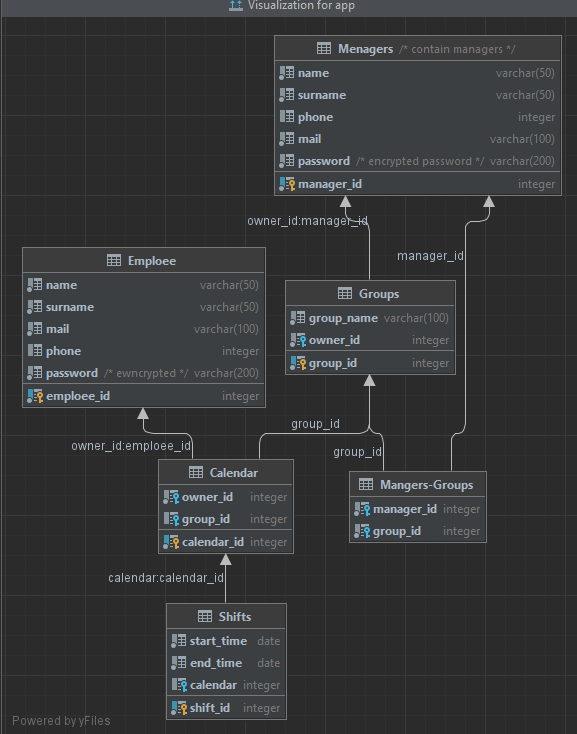 Visualization for app
Menagers /* contain managers */
name varchar(50)
surname varchar(50)
phone integer
mail varchar(100)
password /* encrypted password */ varchar(200)
manager_id integer
owner_id:manager_id
manager_id
Emploee
name varchar(50)
surname varchar(50)
mail varchar(100)
phone integer
password /* ewncrypted */ varchar(200)
emploee_id integer
Groups
group_name varchar(100)
owner_id integer
group_id integer
owner_id:emploee_id
group_id
group_id
Calendar
owner_id integer
group_id integer
calendar_id integer
Mangers-Groups
manager_id integer
group_id integer
calendar:calendar_id
Shifts
start_time date
end_time date
calendar integer
shift_id integer
Powered by yFiles